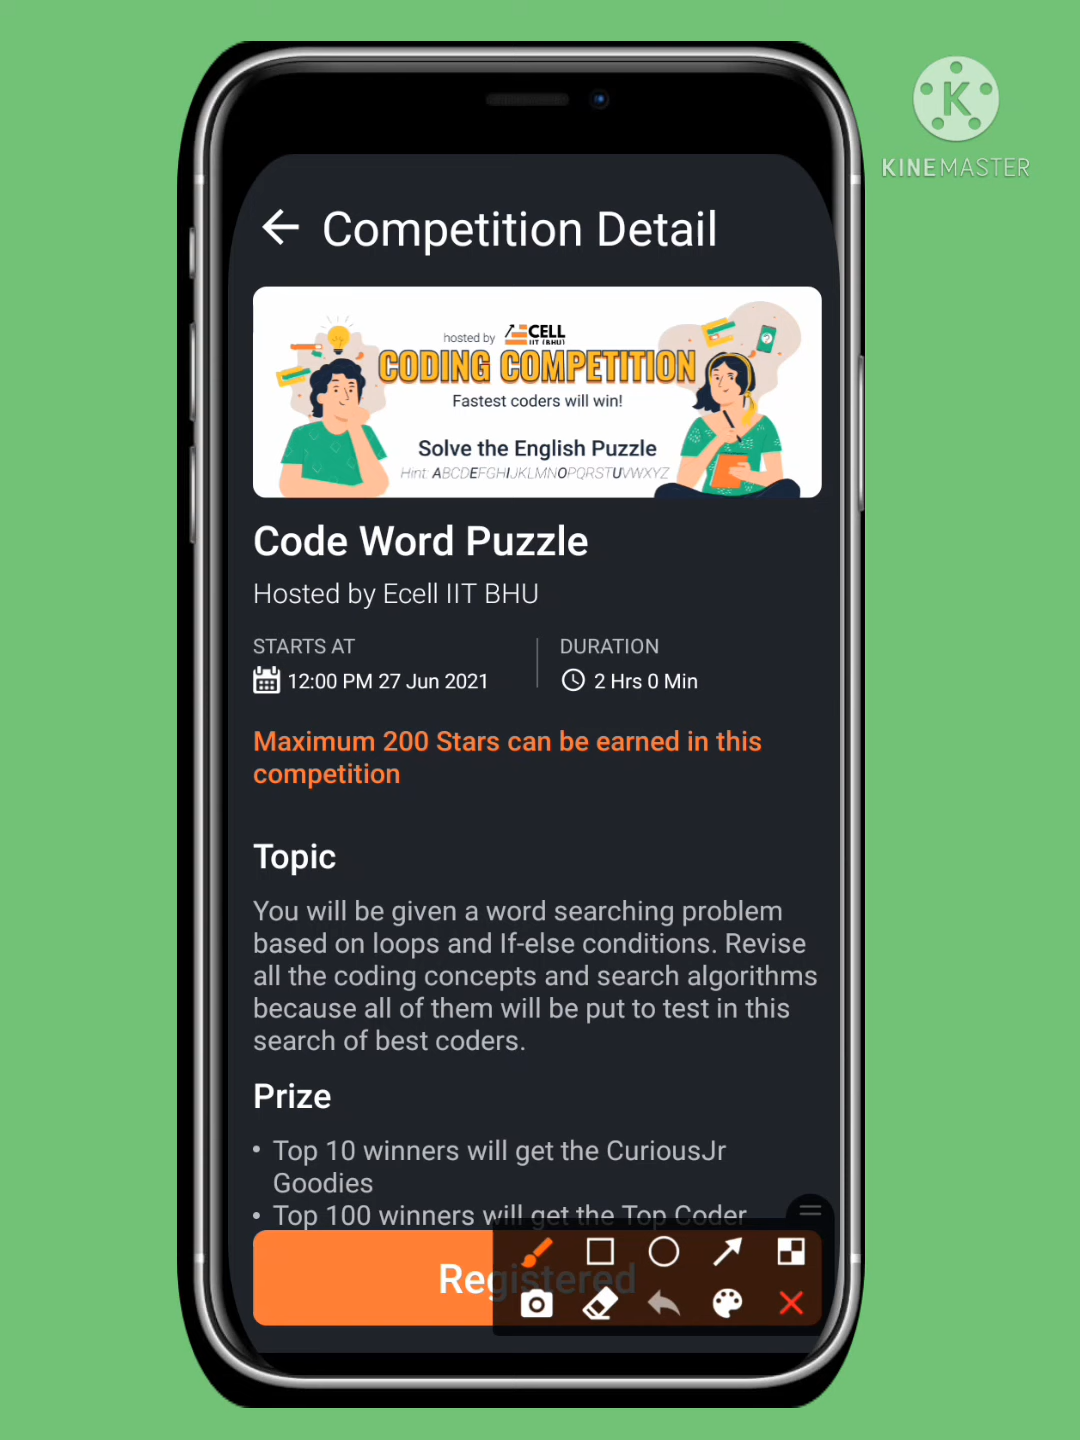 KINEMASTER
Competition Detail
hosted by ECELL
IIT (BHU)
CODING COMPETITION
Fastest coders will win!
Solve the English Puzzle
Hint: ABCDEFGHIJKLMNOPQRSTUVWXYZ
Code Word Puzzle
Hosted by Ecell IIT BHU
STARTS AT
12:00 PM 27 Jun 2021
DURATION
2 Hrs 0 Min
Maximum 200 Stars can be earned in this
competition
Topic
You will be given a word searching problem
based on loops and If-else conditions. Revise
all the coding concepts and search algorithms
because all of them will be put to test in this
search of best coders.
Prize
• Top 10 winners will get the CuriousJr
Goodies
• Top 100 winners will get the Top Coder
Registered